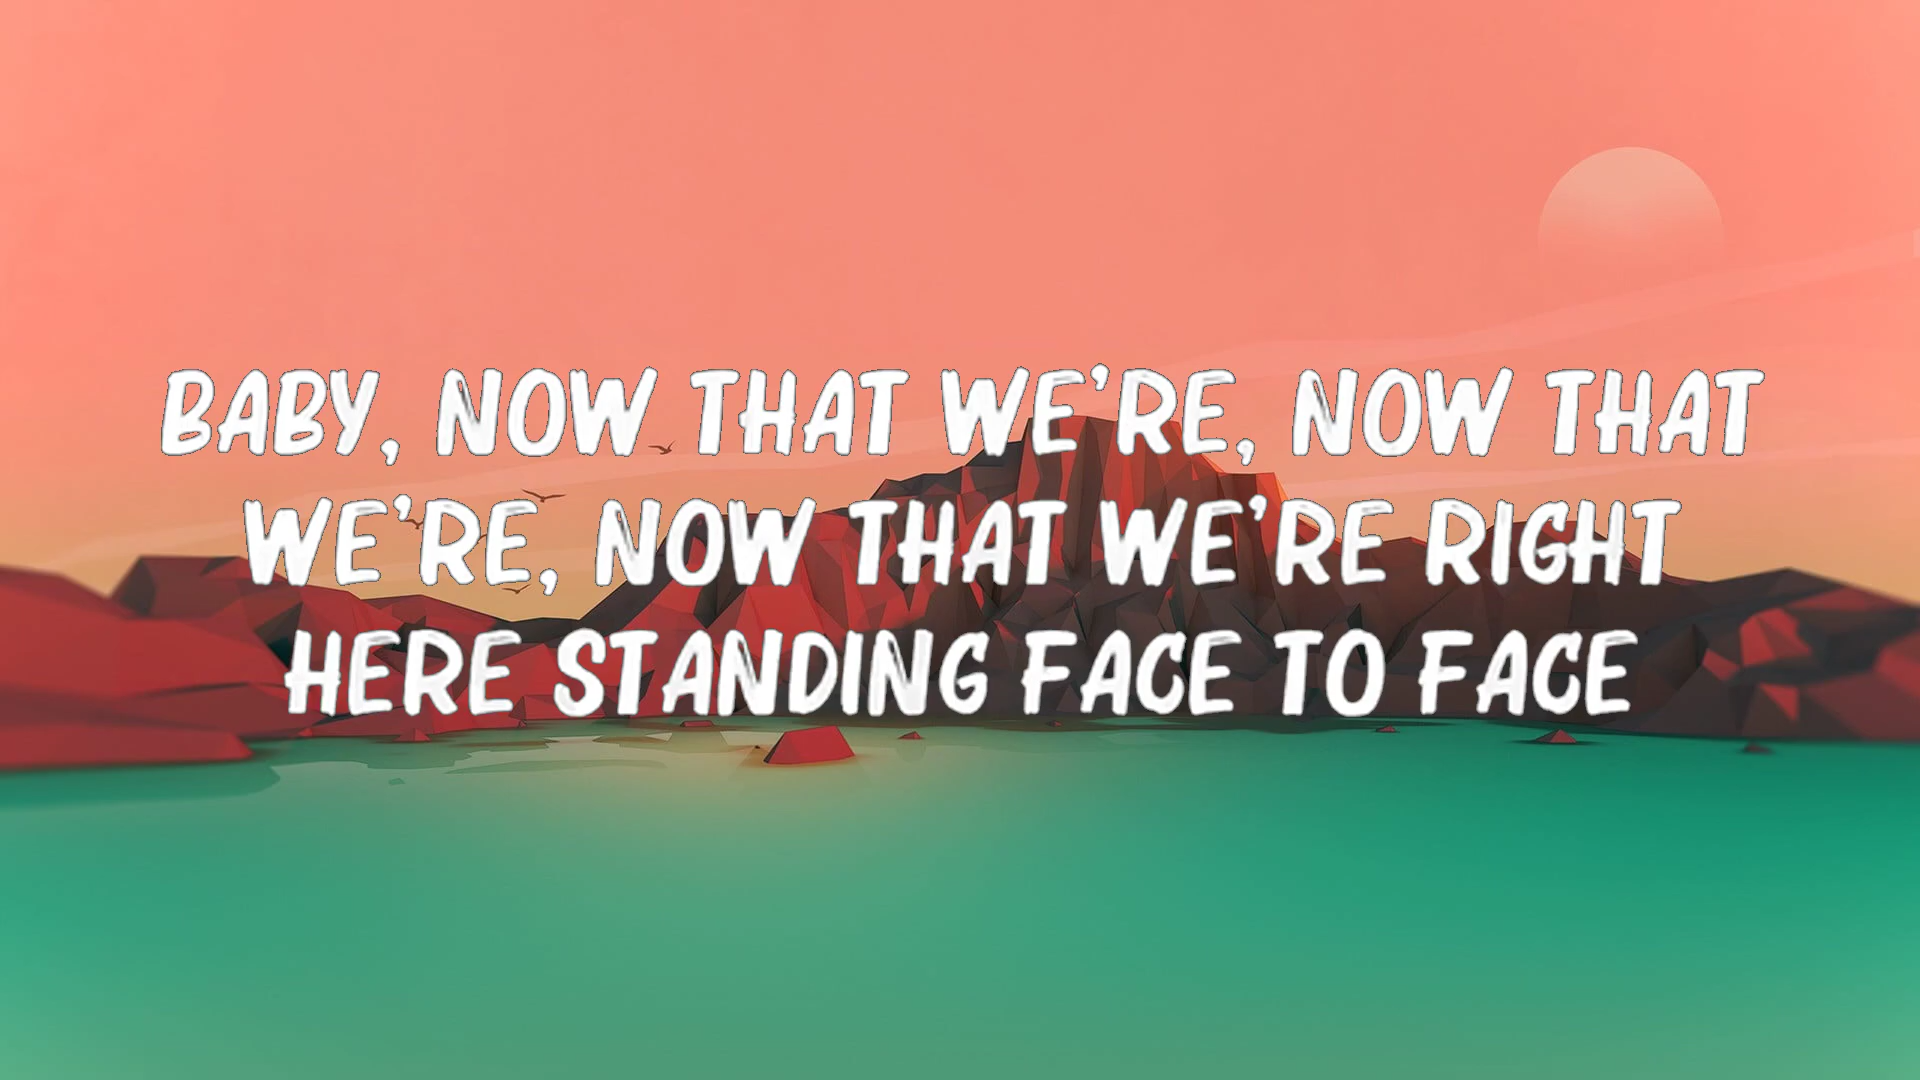 BABY, NOW THAT WE'RE, NOW THAT
WE'RE, NOW THAT WE'RE RIGHT
HERE STANDING FACE TO FACE